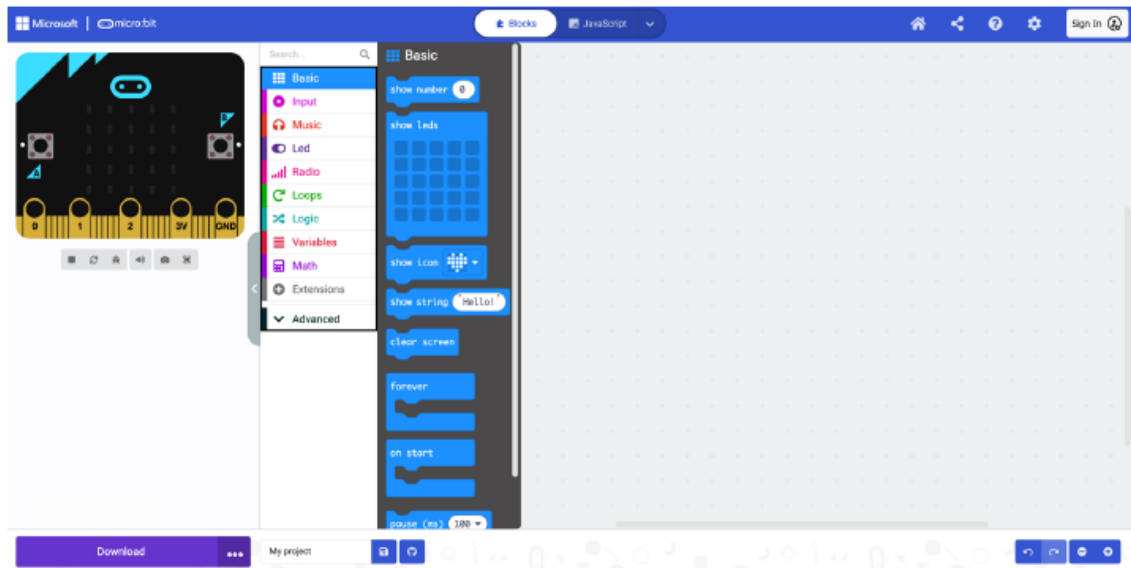 Microsoft | micro:bit
Blocks
JavaScript
Sign In
Search...
Basic
Input
Music
Led
Radio
Loops
Logic
Variables
Math
Extensions
Advanced
Basic
show number 0
show leds
show icon
show string "Hello!"
clear screen
forever
on start
pause (ms) 100
B
A
0 1 2 3V GND
Download
My project